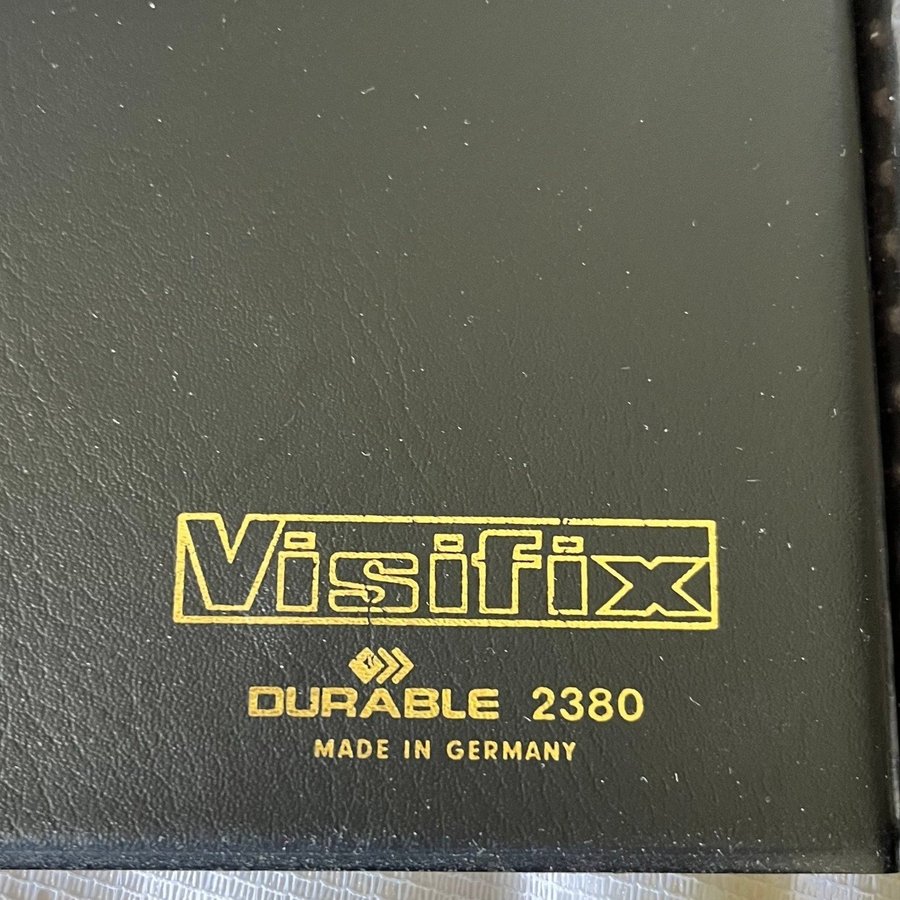 Visifix
DURABLE 2380
MADE IN GERMANY